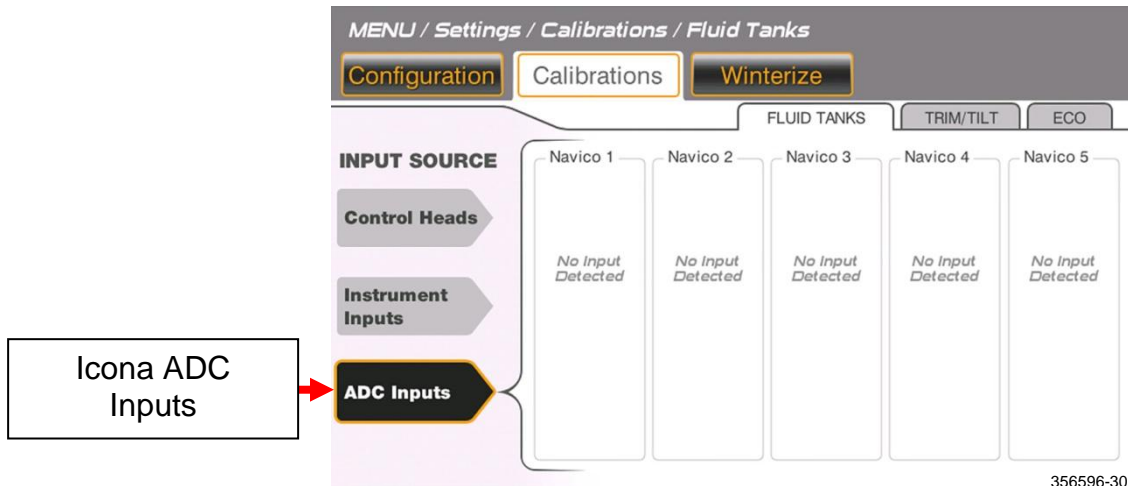 MENU / Settings / Calibrations / Fluid Tanks
Configuration Calibrations Winterize
FLUID TANKS TRIM/TILT ECO
INPUT SOURCE
Navico 1 Navico 2 Navico 3 Navico 4 Navico 5
Control Heads
No Input No Input No Input No Input No Input
Detected Detected Detected Detected Detected
Instrument
Inputs
Icona ADC
Inputs
ADC Inputs
356596-30